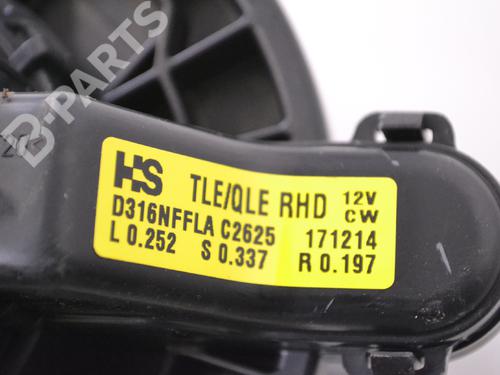 B-PARTS
HS TLE/QLE RHD 12V CW
D316NFFLA C2625 171214
L 0.252 S 0.337 R 0.197